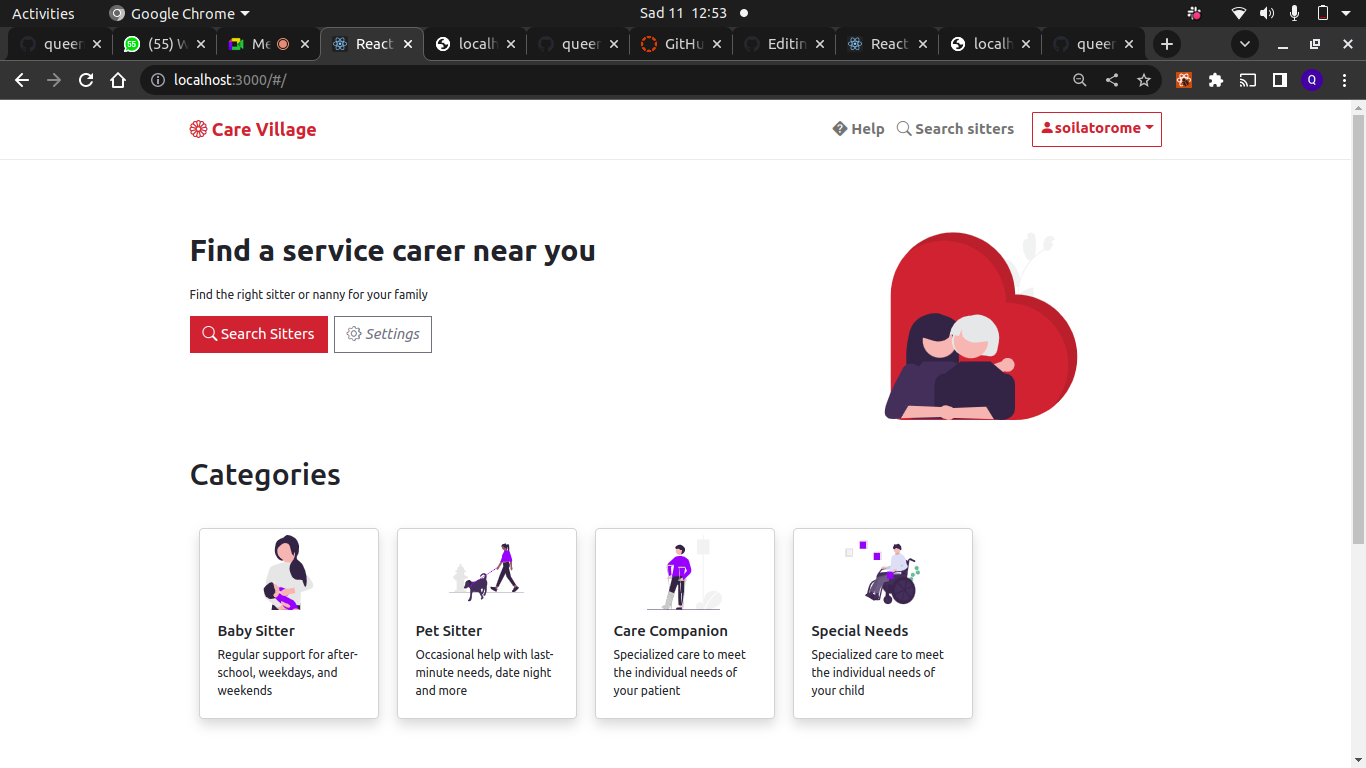 Activities Google Chrome Sad 11 12:53
queer (55) W Me React localh queer GitHu Editin React localh queer
localhost:3000/#/ Q
Care Village Help Search sitters soilatorome
Find a service carer near you
Find the right sitter or nanny for your family
Search Sitters Settings
Categories
Baby Sitter
Regular support for after-
school, weekdays, and
weekends
Pet Sitter
Occasional help with last-
minute needs, date night
and more
Care Companion
Specialized care to meet
the individual needs of
your patient
Special Needs
Specialized care to meet
the individual needs of
your child